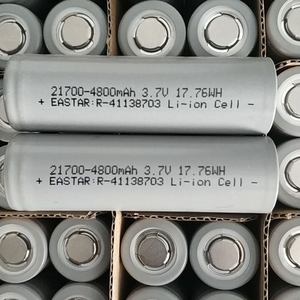 21700-4800mAh 3.7V 17.76WH
+ EASTAR:R-41138703 Li-ion Cell -
21700-4800mAh 3.7V 17.76WH
+ EASTAR:R-41138703 Li-ion Cell -